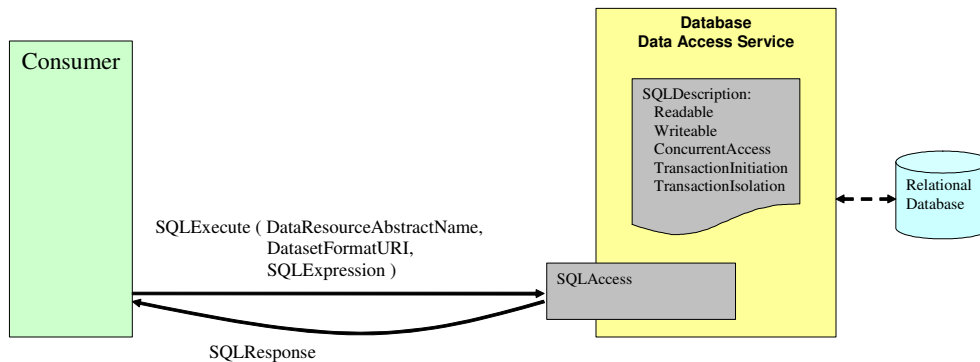 Database
Data Access Service
Consumer
SQLDescription:
Readable
Writeable
ConcurrentAccess
TransactionInitiation
TransactionIsolation
Relational
Database
SQLExecute ( DataResourceAbstractName,
DatasetFormatURI,
SQLExpression )
SQLAccess
SQLResponse